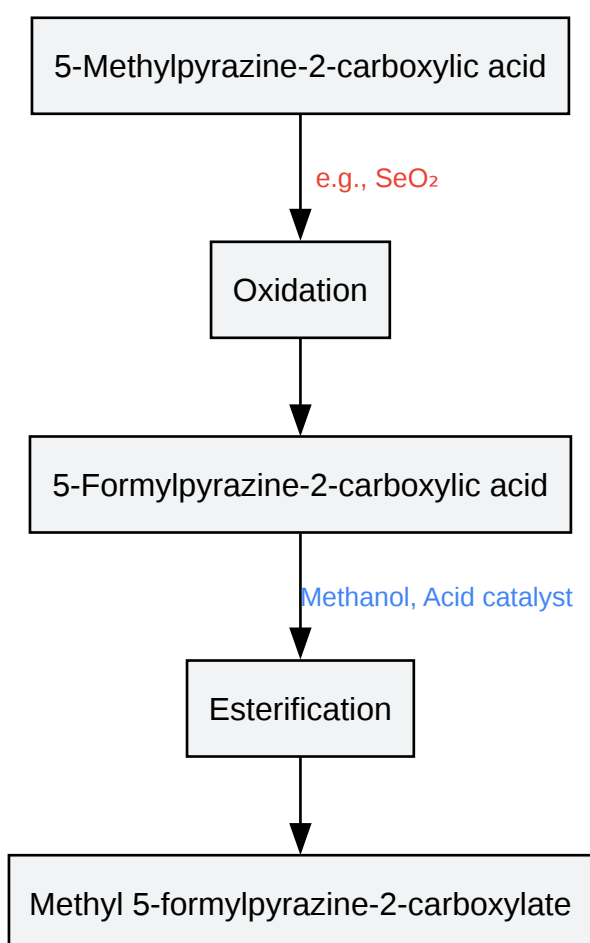 5-Methylpyrazine-2-carboxylic acid
e.g., SeO₂
Oxidation
5-Formylpyrazine-2-carboxylic acid
Methanol, Acid catalyst
Esterification
Methyl 5-formylpyrazine-2-carboxylate